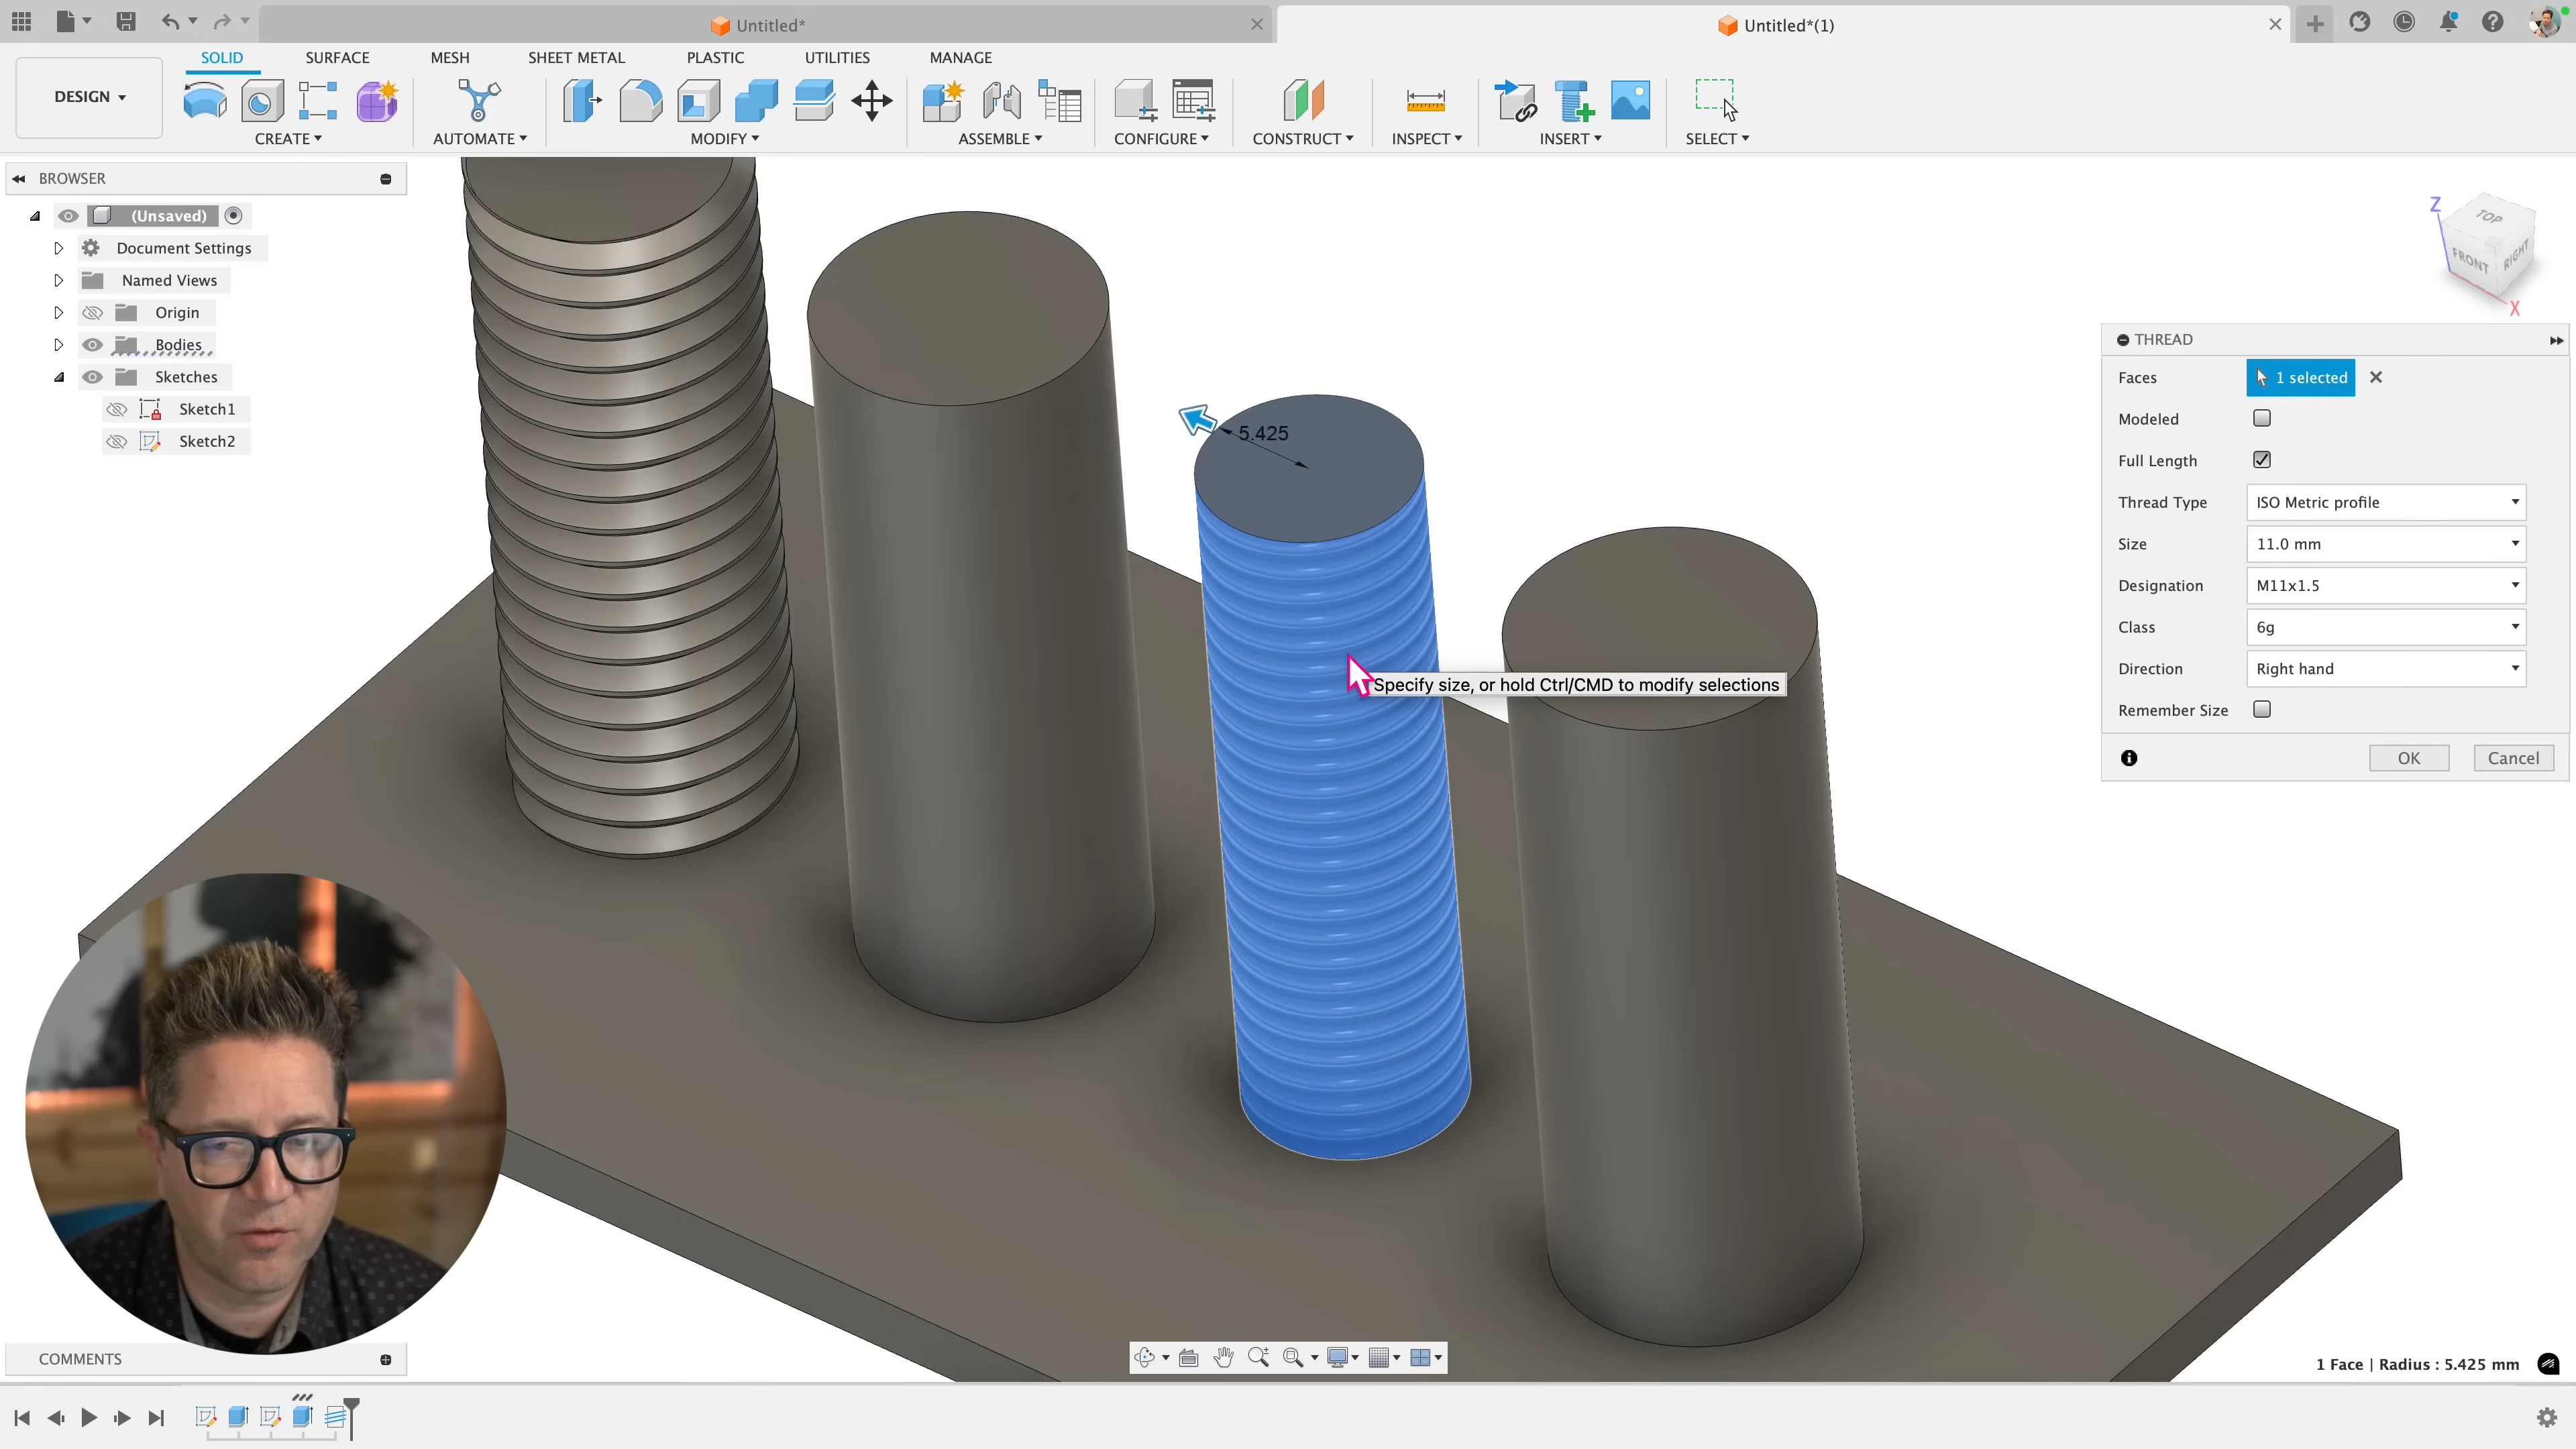 Untitled*
Untitled*(1)
DESIGN
SOLID
SURFACE
MESH
SHEET METAL
PLASTIC
UTILITIES
MANAGE
CREATE
AUTOMATE
MODIFY
ASSEMBLE
CONFIGURE
CONSTRUCT
INSPECT
INSERT
SELECT
BROWSER
(Unsaved)
Document Settings
Named Views
Origin
Bodies
Sketches
Sketch1
Sketch2
Z
TOP
FRONT
RIGHT
X
5.425
Specify size, or hold Ctrl/CMD to modify selections
THREAD
Faces 1 selected
Modeled
Full Length
Thread Type ISO Metric profile
Size 11.0 mm
Designation M11x1.5
Class 6g
Direction Right hand
Remember Size
OK Cancel
COMMENTS
1 Face | Radius : 5.425 mm